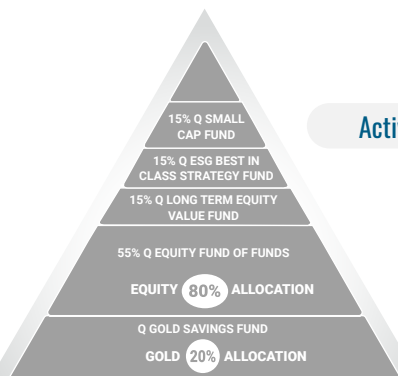 Acti
15% Q SMALL
CAP FUND
15% Q ESG BEST IN
CLASS STRATEGY FUND
15% Q LONG TERM EQUITY
VALUE FUND
55% Q EQUITY FUND OF FUNDS
EQUITY 80% ALLOCATION
Q GOLD SAVINGS FUND
GOLD 20% ALLOCATION